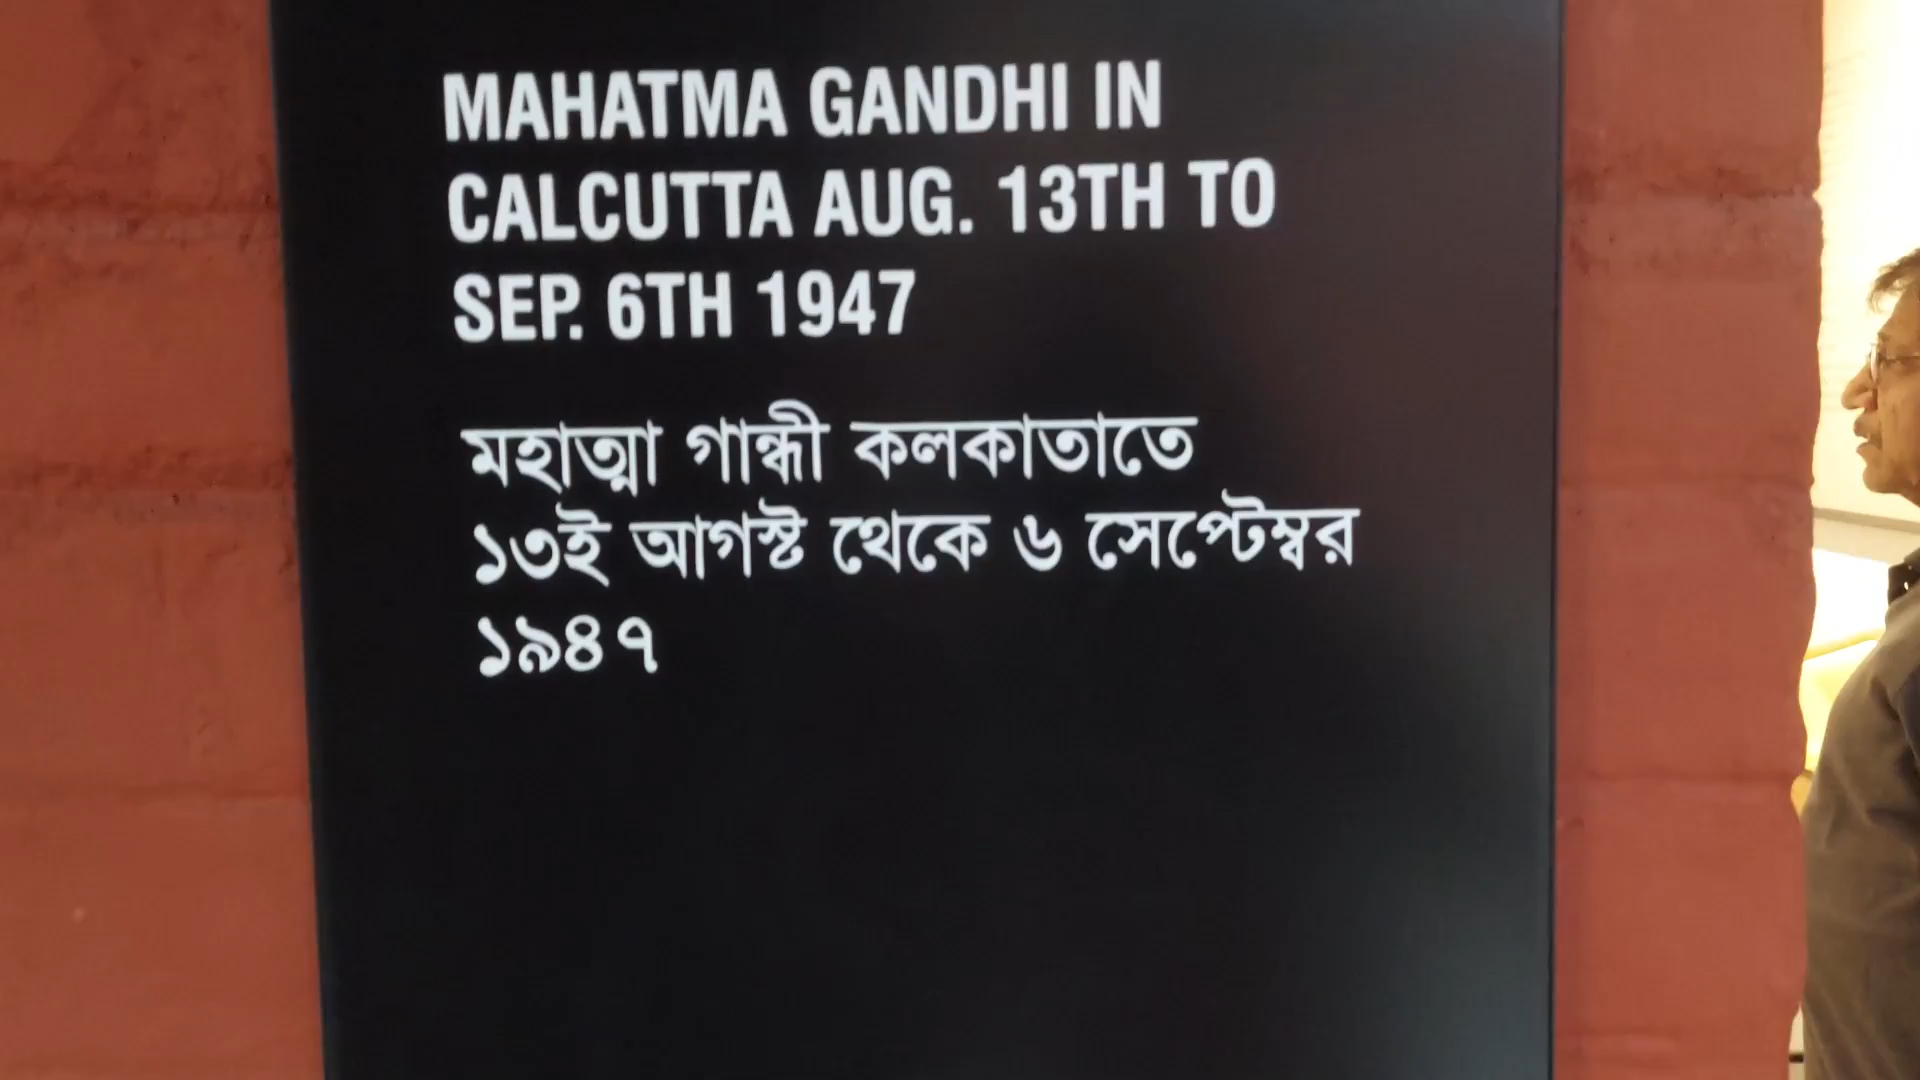 MAHATMA GANDHI IN
CALCUTTA AUG. 13TH TO
SEP. 6TH 1947
মহাত্মা গান্ধী কলকাতাতে
১৩ই আগস্ট থেকে ৬ সেপ্টেম্বর
১৯৪৭